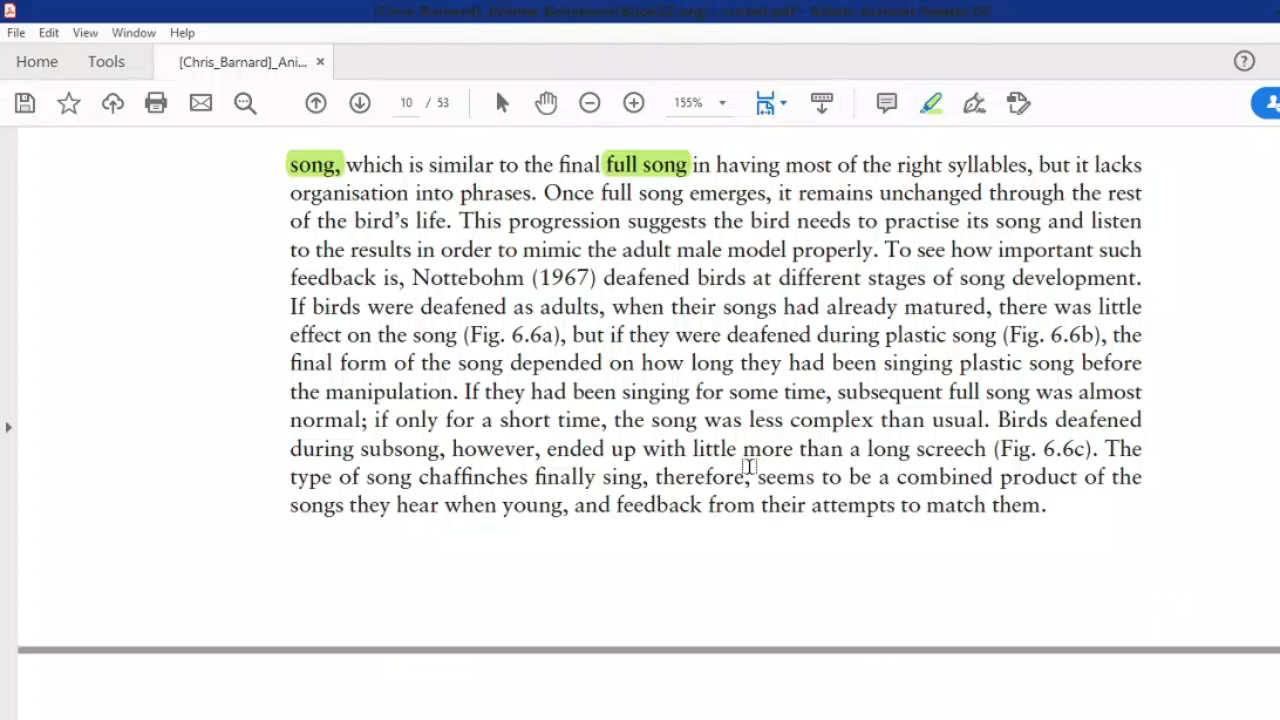 File Edit View Window Help
Home Tools [Chris_Barnard]_Ani... ×
10 / 53 155%
song, which is similar to the final full song in having most of the right syllables, but it lacks
organisation into phrases. Once full song emerges, it remains unchanged through the rest
of the bird's life. This progression suggests the bird needs to practise its song and listen
to the results in order to mimic the adult male model properly. To see how important such
feedback is, Nottebohm (1967) deafened birds at different stages of song development.
If birds were deafened as adults, when their songs had already matured, there was little
effect on the song (Fig. 6.6a), but if they were deafened during plastic song (Fig. 6.6b), the
final form of the song depended on how long they had been singing plastic song before
the manipulation. If they had been singing for some time, subsequent full song was almost
normal; if only for a short time, the song was less complex than usual. Birds deafened
during subsong, however, ended up with little more than a long screech (Fig. 6.6c). The
type of song chaffinches finally sing, therefore, seems to be a combined product of the
songs they hear when young, and feedback from their attempts to match them.